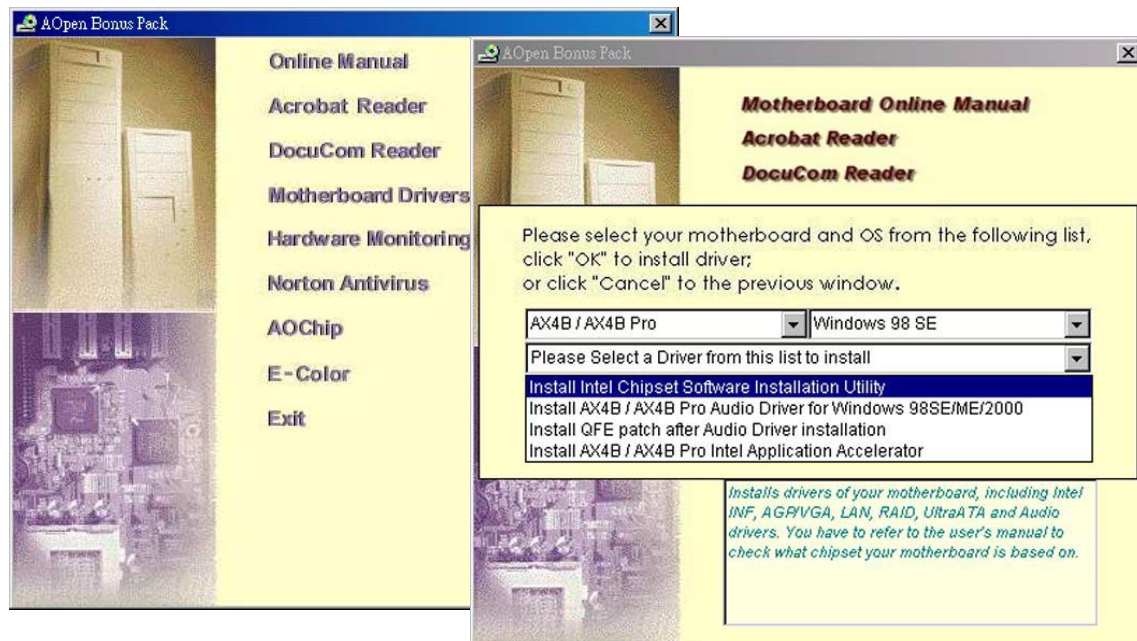 AOpen Bonus Pack
Online Manual
Acrobat Reader
DocuCom Reader
Motherboard Drivers
Hardware Monitoring
Norton Antivirus
AOChip
E-Color
Exit
AOpen Bonus Pack
Motherboard Online Manual
Acrobat Reader
DocuCom Reader
Please select your motherboard and OS from the following list,
click "OK" to install driver;
or click "Cancel" to the previous window.
AX4B / AX4B Pro
Windows 98 SE
Please Select a Driver from this list to install
Install Intel Chipset Software Installation Utility
Install AX4B / AX4B Pro Audio Driver for Windows 98SE/ME/2000
Install QFE patch after Audio Driver installation
Install AX4B / AX4B Pro Intel Application Accelerator
Installs drivers of your motherboard, including Intel
INF, AGP/VGA, LAN, RAID, UltraATA and Audio
drivers. You have to refer to the user's manual to
check what chipset your motherboard is based on.